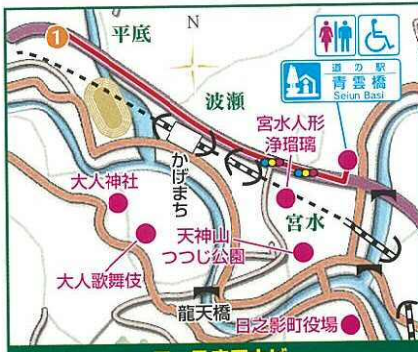 1
平底
N
道の駅
青雲橋
Seiun Basi
波瀬
宮水人形
浄瑠璃
かげまち
大人神社
宮水
天神山
つつじ公園
大人歌舞伎
龍天橋
日之影町役場